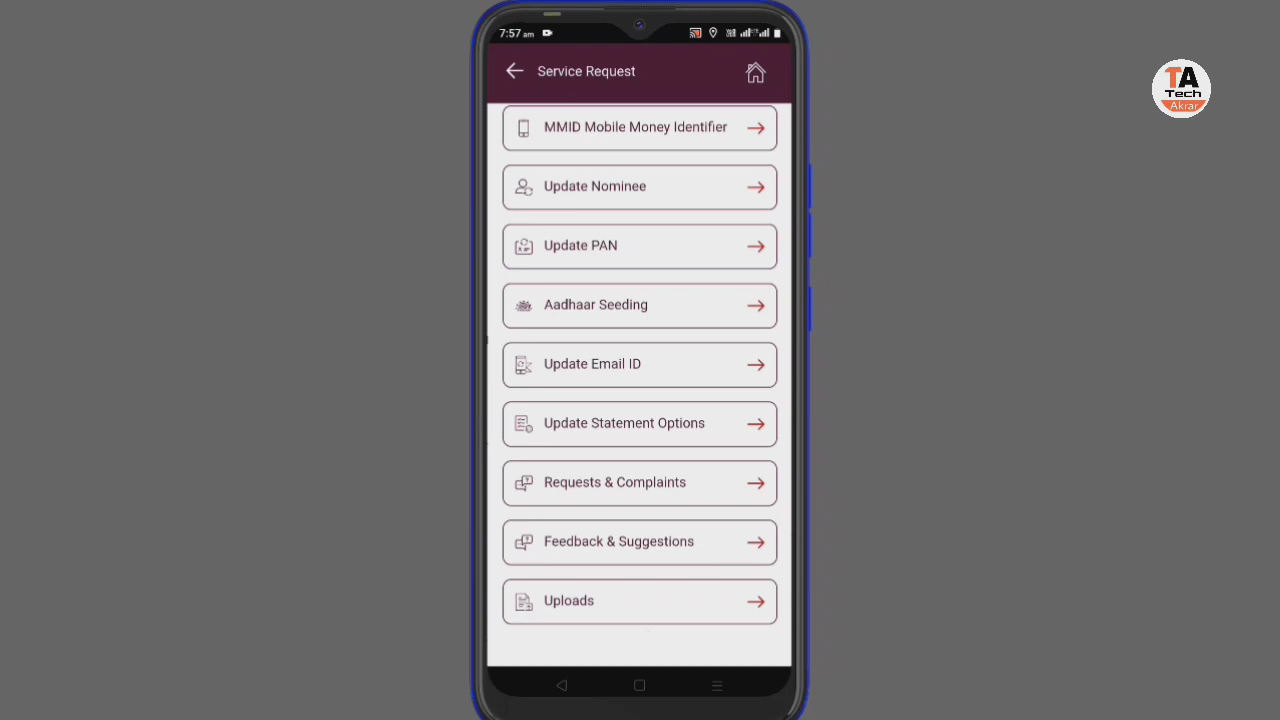 7:57 am
Service Request
MMID Mobile Money Identifier
Update Nominee
Update PAN
Aadhaar Seeding
Update Email ID
Update Statement Options
Requests & Complaints
Feedback & Suggestions
Uploads
TA
Tech
Akrar